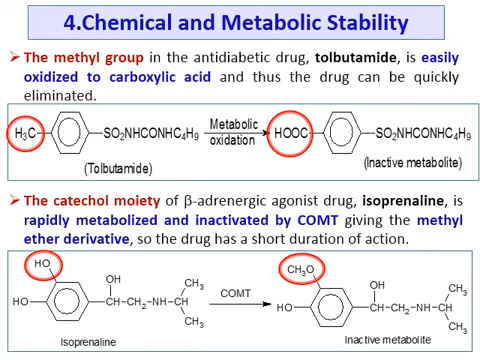 4.Chemical and Metabolic Stability
➢ The methyl group in the antidiabetic drug, tolbutamide, is easily
oxidized to carboxylic acid and thus the drug can be quickly
eliminated.
H₃C SO₂NHCONHC₄H₉ Metabolic oxidation HOOC SO₂NHCONHC₄H₉
(Tolbutamide) (Inactive metabolite)
➢ The catechol moiety of β-adrenergic agonist drug, isoprenaline, is
rapidly metabolized and inactivated by COMT giving the methyl
ether derivative, so the drug has a short duration of action.
HO OH CH₃ CH₃O OH CH₃
HO CH—CH₂—NH—CH COMT HO CH—CH₂—NH—CH
CH₃ CH₃
Isoprenaline Inactive metabolite